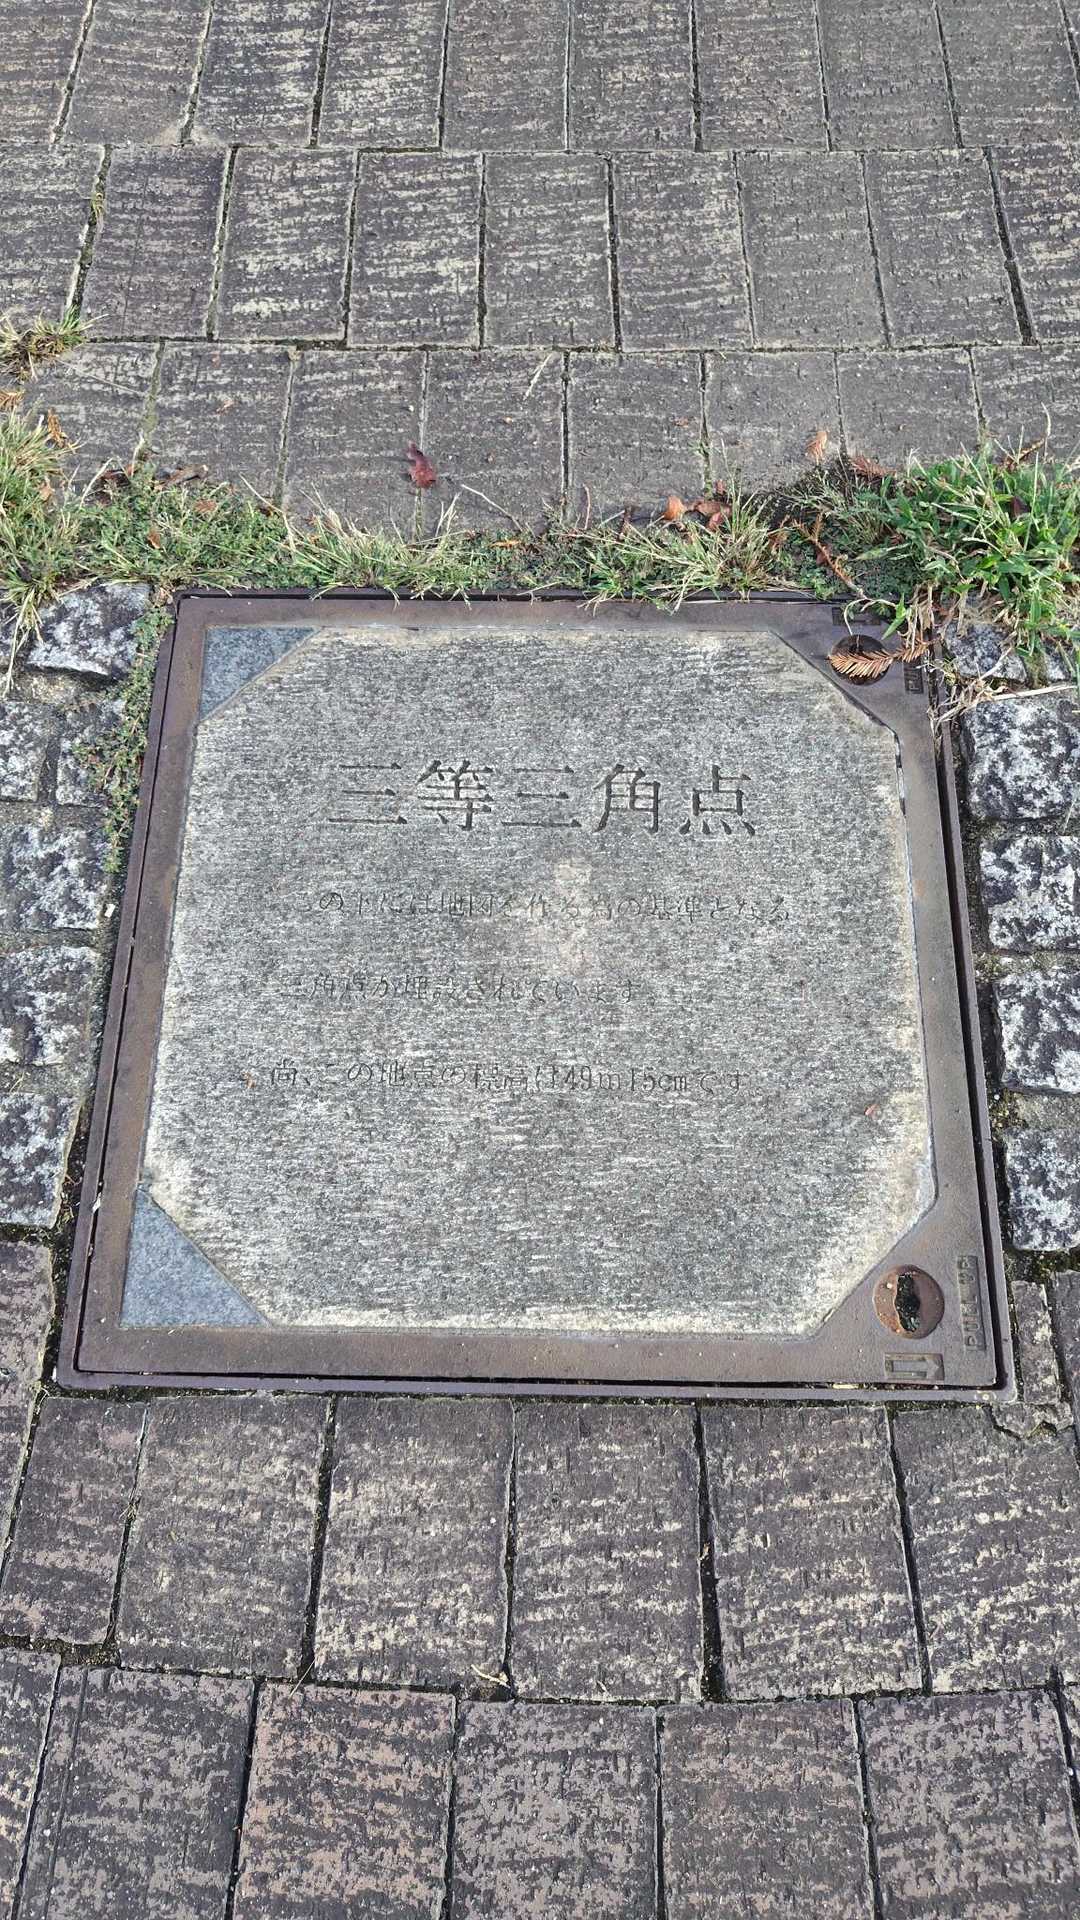 三等三角点
この下には地図を作る為の基準となる
三角点が埋設されています。
尚、この地点の標高は49m15cmです。
PULL UP